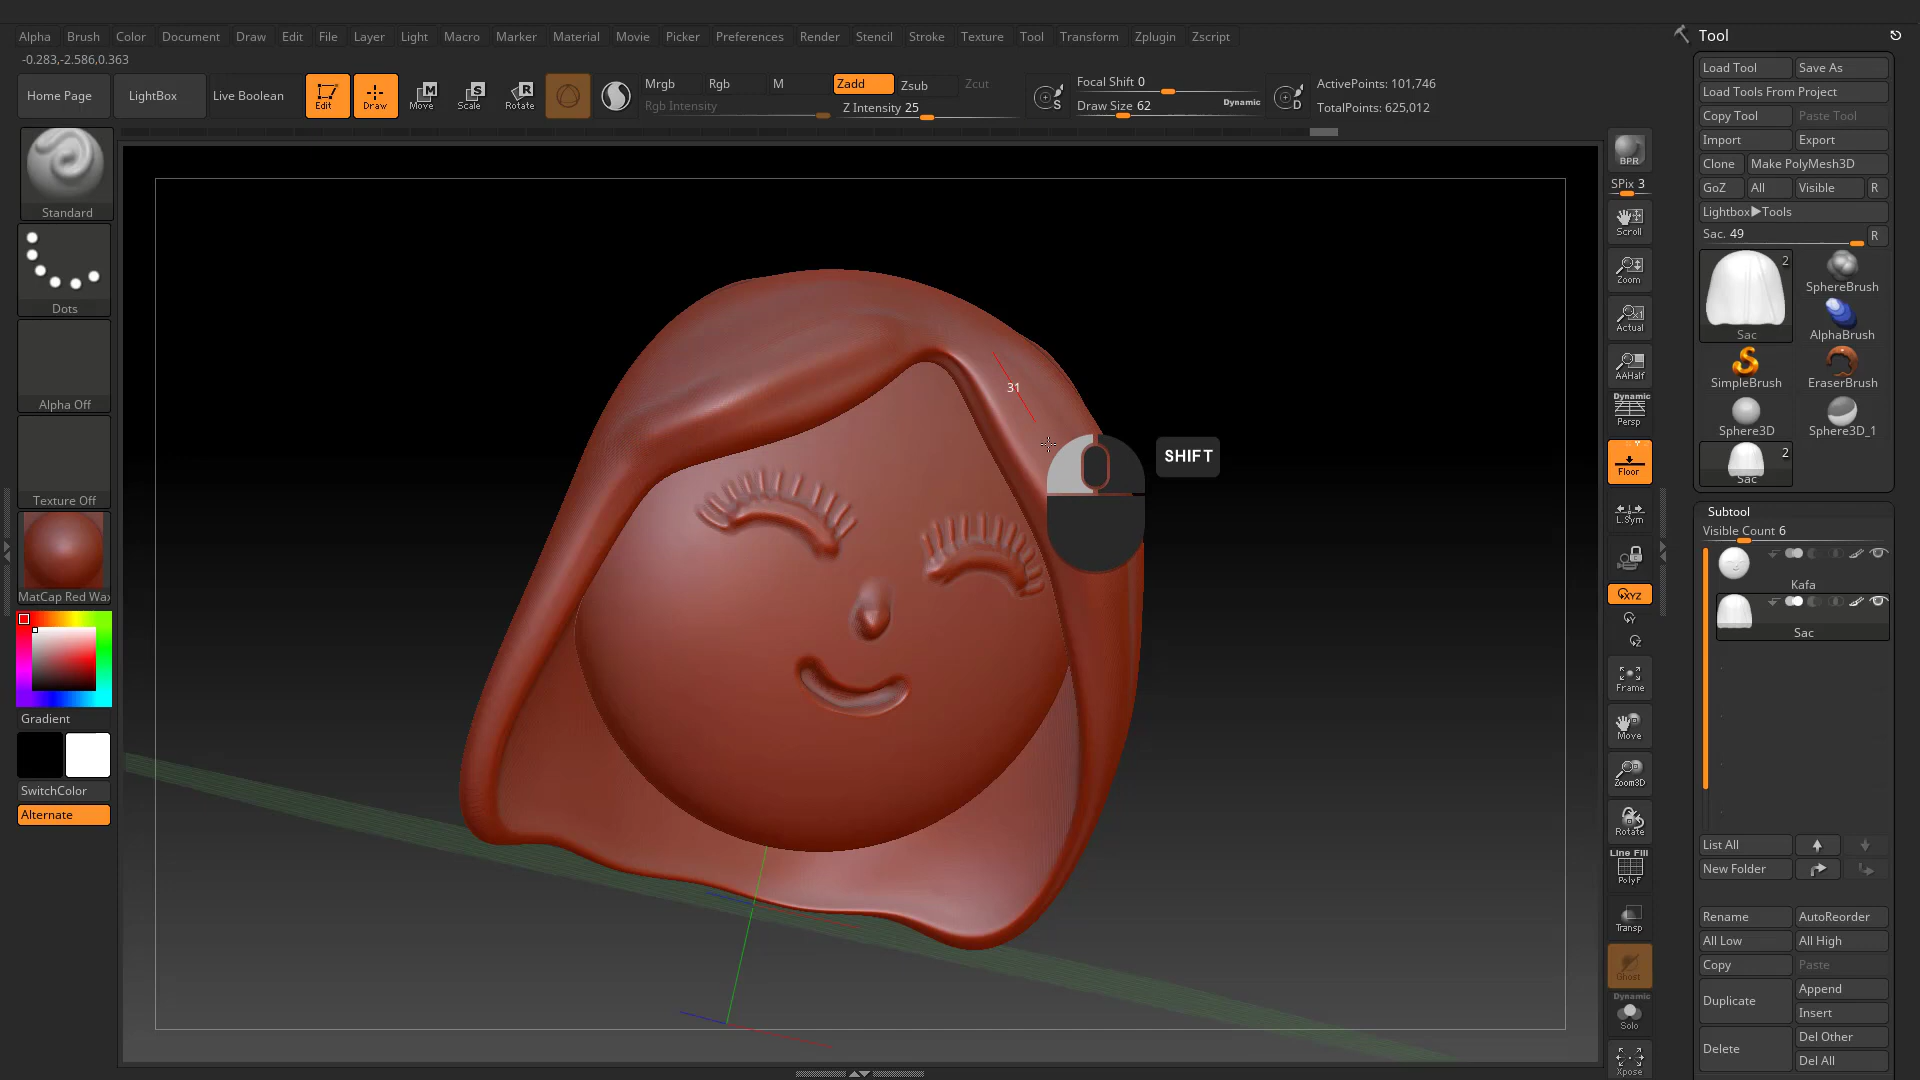 Alpha Brush Color Document Draw Edit File Layer Light Macro Marker Material Movie Picker Preferences Render Stencil Stroke Texture Tool Transform Zplugin Zscript
Tool
-0.283,-2.586,0.363
Home Page
LightBox
Live Boolean
Edit
Draw
Move
Scale
Rotate
Mrgb
Rgb
M
Rgb Intensity
Zadd
Zsub
Zcut
Z Intensity 25
S
Focal Shift 0
Draw Size 62
Dynamic
D
ActivePoints: 101,746
TotalPoints: 625,012
Standard
Dots
Alpha Off
Texture Off
MatCap Red Wax
Gradient
SwitchColor
Alternate
31
SHIFT
BPR
SPix 3
Scroll
Zoom
Actual
AAHalf
Dynamic
Persp
Floor
L.Sym
XYZ
Y
Z
Frame
Move
Zoom3D
Rotate
Line Fill
PolyF
Transp
Ghost
Dynamic
Solo
Xpose
Load Tool
Save As
Load Tools From Project
Copy Tool
Paste Tool
Import
Export
Clone
Make PolyMesh3D
GoZ
All
Visible
R
Lightbox▶Tools
Sac. 49
R
2
Sac
SphereBrush
AlphaBrush
SimpleBrush
EraserBrush
Sphere3D
Sphere3D_1
2
Sac
Subtool
Visible Count 6
Kafa
Sac
List All
New Folder
Rename
AutoReorder
All Low
All High
Copy
Paste
Duplicate
Append
Insert
Delete
Del Other
Del All